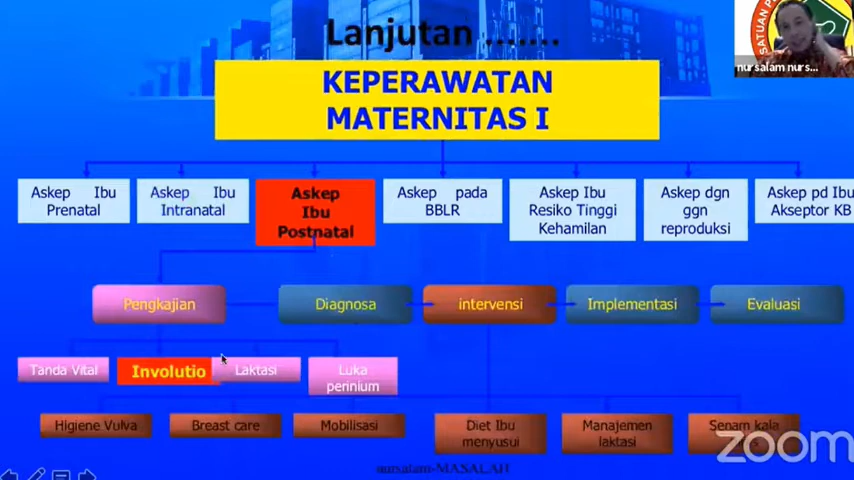 Lanjutan .......
SATUAN P
nursalam nurs...
KEPERAWATAN
MATERNITAS I
Askep Ibu
Prenatal
Askep Ibu
Intranatal
Askep
Ibu
Postnatal
Askep pada
BBLR
Askep Ibu
Resiko Tinggi
Kehamilan
Askep dgn
ggn
reproduksi
Askep pd Ibu
Akseptor KB
Pengkajian
Diagnosa
intervensi
Implementasi
Evaluasi
Tanda Vital
Involutio
Laktasi
Luka
perinium
Higiene Vulva
Breast care
Mobilisasi
Diet Ibu
menyusui
Manajemen
laktasi
Senam kala
zoom
nursalam-MASALAH